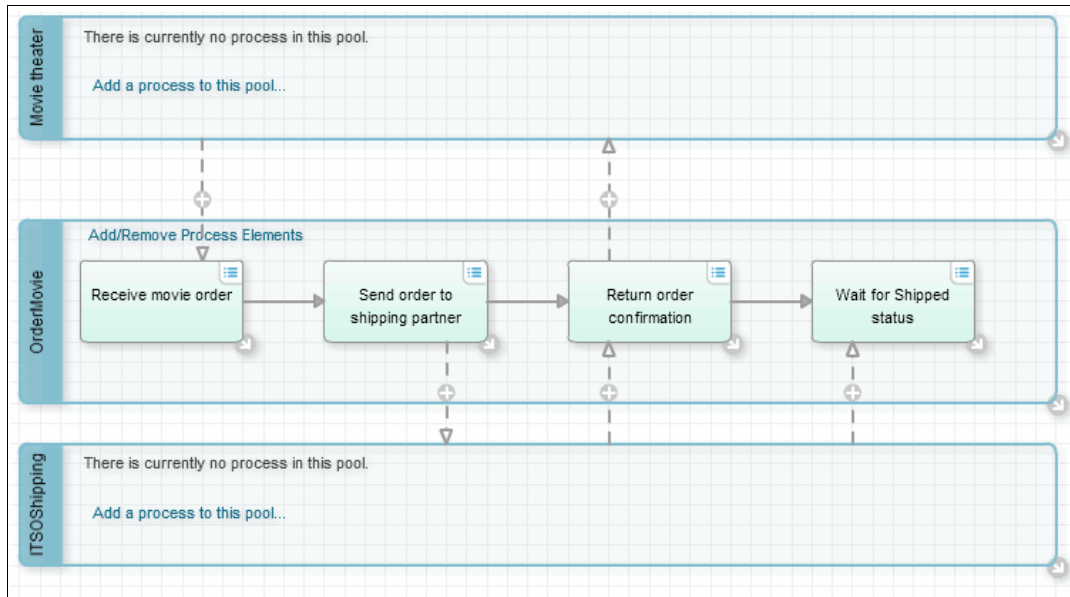 Movie theater
There is currently no process in this pool.
Add a process to this pool...
OrderMovie
Add/Remove Process Elements
Receive movie order
Send order to
shipping partner
Return order
confirmation
Wait for Shipped
status
ITSOShipping
There is currently no process in this pool.
Add a process to this pool...